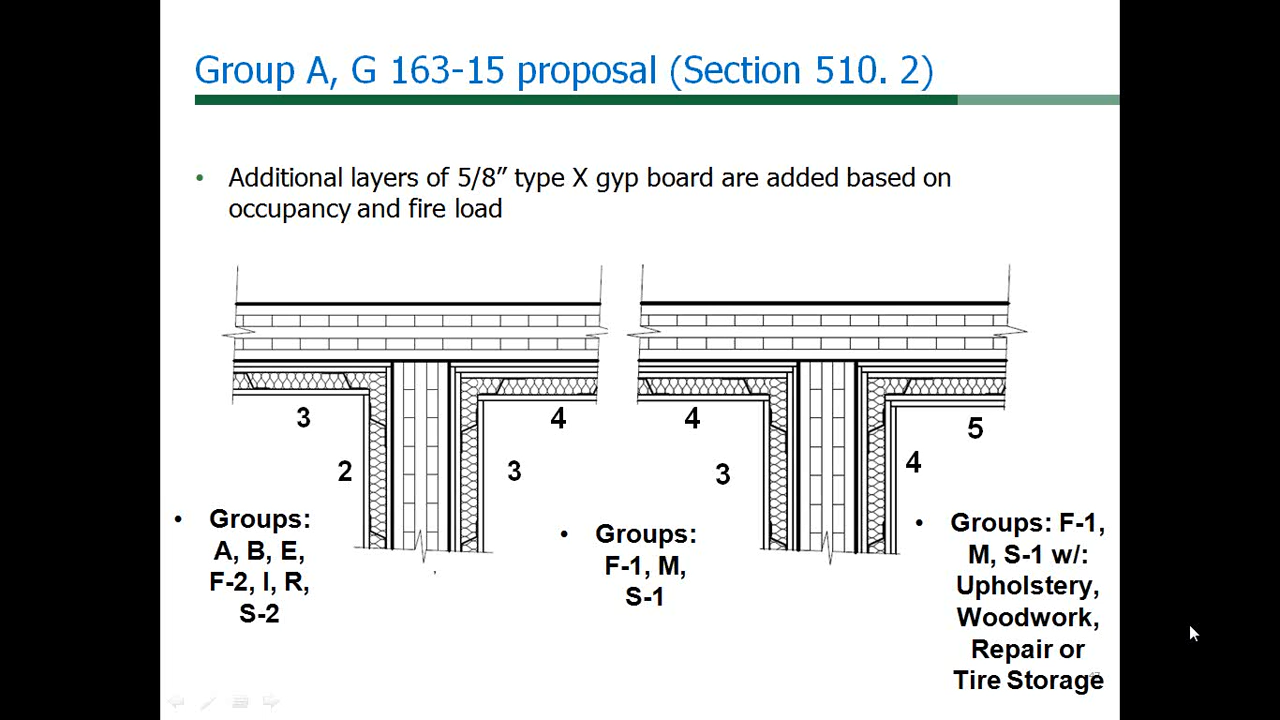 Group A, G 163-15 proposal (Section 510. 2)
• Additional layers of 5/8” type X gyp board are added based on
occupancy and fire load
3
4
4
5
2
3
3
4
• Groups:
A, B, E,
F-2, I, R,
S-2
• Groups:
F-1, M,
S-1
• Groups: F-1,
M, S-1 w/:
Upholstery,
Woodwork,
Repair or
Tire Storage